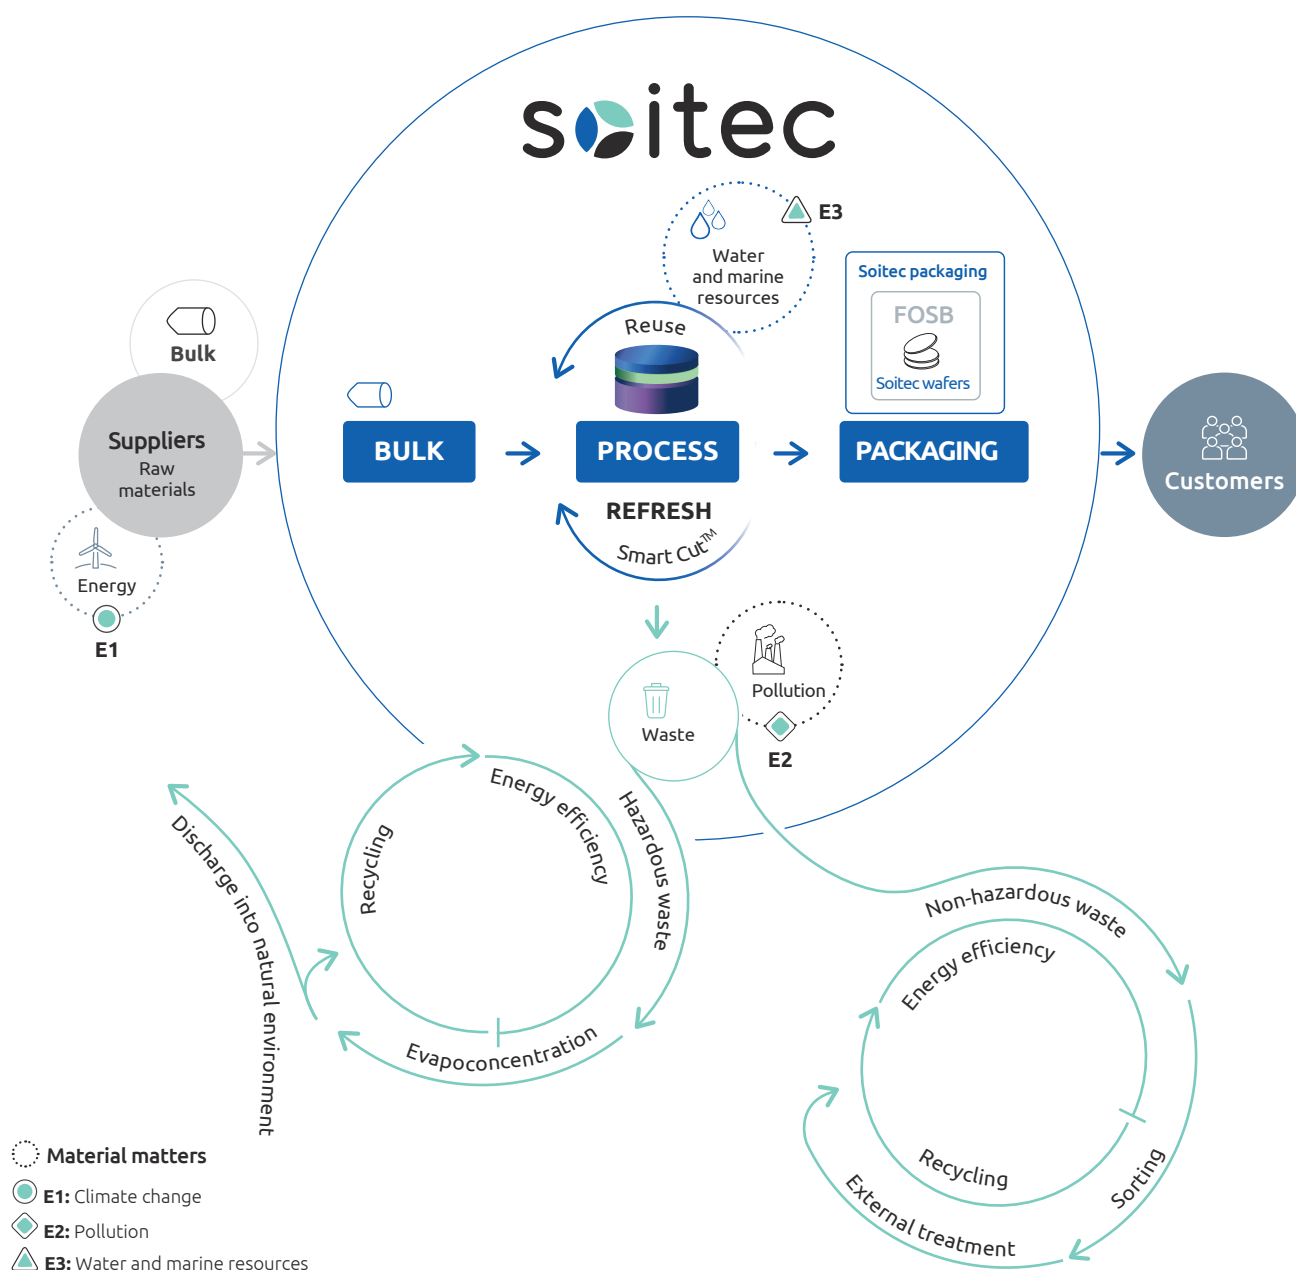 soitec
E3
Water
and marine
resources
Soitec packaging
FOSB
Soitec wafers
Bulk
Reuse
Suppliers
Raw
materials
BULK
PROCESS
PACKAGING
Customers
REFRESH
Smart Cut™
Energy
E1
Pollution
Waste
E2
Energy efficiency
Hazardous waste
Recycling
Discharge into natural environment
Evapoconcentration
Non-hazardous waste
Energy efficiency
Recycling
Sorting
External treatment
Material matters
E1: Climate change
E2: Pollution
E3: Water and marine resources